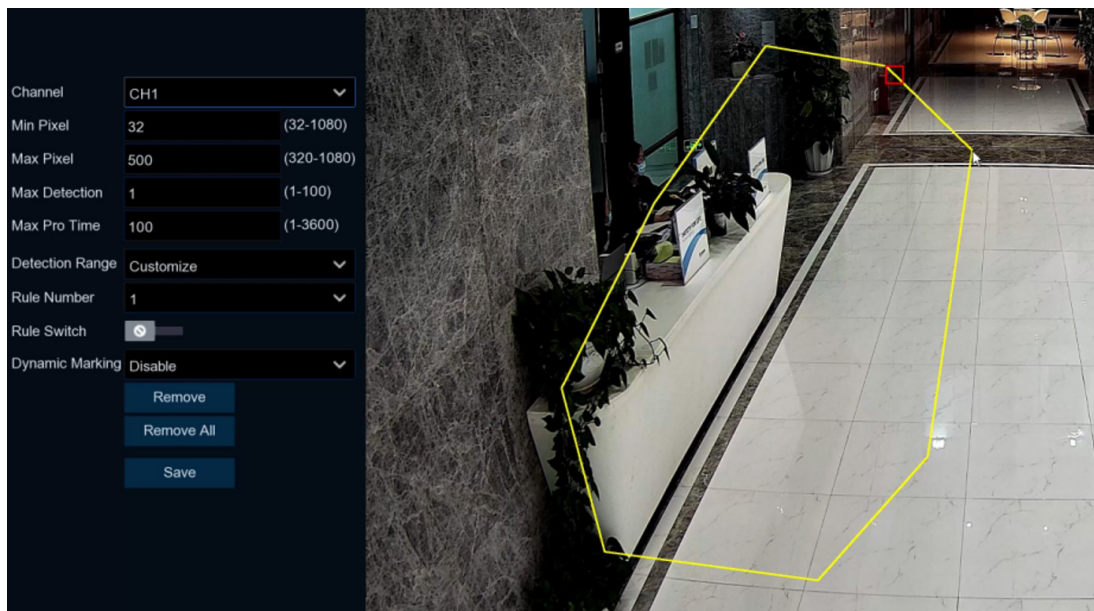 Channel CH1
Min Pixel 32 (32-1080)
Max Pixel 500 (320-1080)
Max Detection 1 (1-100)
Max Pro Time 100 (1-3600)
Detection Range Customize
Rule Number 1
Rule Switch
Dynamic Marking Disable
Remove
Remove All
Save